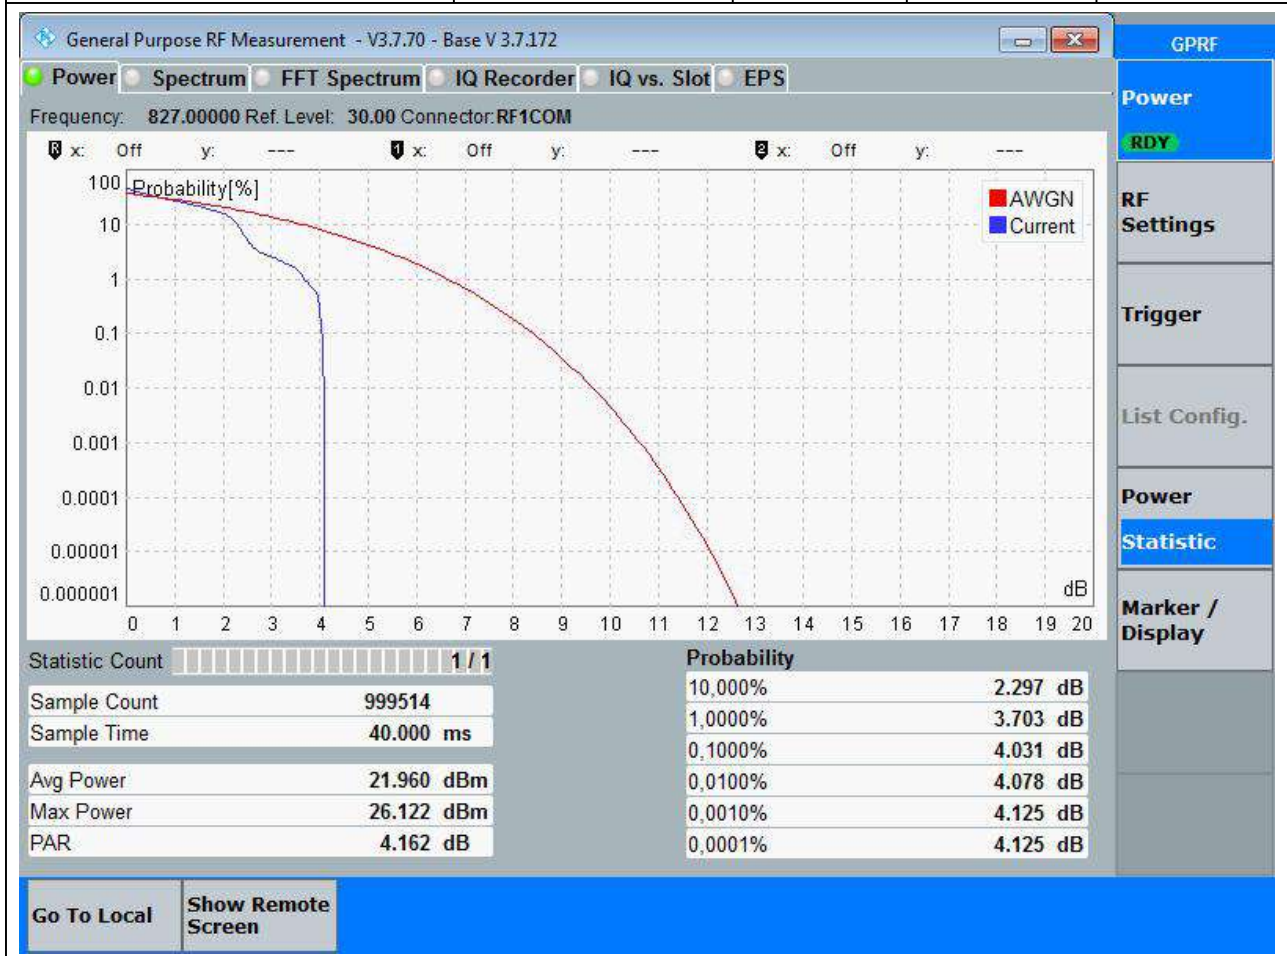 General Purpose RF Measurement - V3.7.70 - Base V 3.7.172
GPRF
Power Spectrum FFT Spectrum IQ Recorder IQ vs. Slot EPS
Frequency: 827.00000 Ref. Level: 30.00 Connector: RF1COM
R x: Off y: --- 1 x: Off y: --- 2 x: Off y: ---
Probability[%]
AWGN
Current
100
10
1
0.1
0.01
0.001
0.0001
0.00001
0.000001
dB
0 1 2 3 4 5 6 7 8 9 10 11 12 13 14 15 16 17 18 19 20
Statistic Count 1 / 1
Sample Count 999514
Sample Time 40.000 ms
Avg Power 21.960 dBm
Max Power 26.122 dBm
PAR 4.162 dB
Probability
10,000% 2.297 dB
1,0000% 3.703 dB
0,1000% 4.031 dB
0,0100% 4.078 dB
0,0010% 4.125 dB
0,0001% 4.125 dB
Power
RDY
RF
Settings
Trigger
List Config.
Power
Statistic
Marker /
Display
Go To Local
Show Remote
Screen